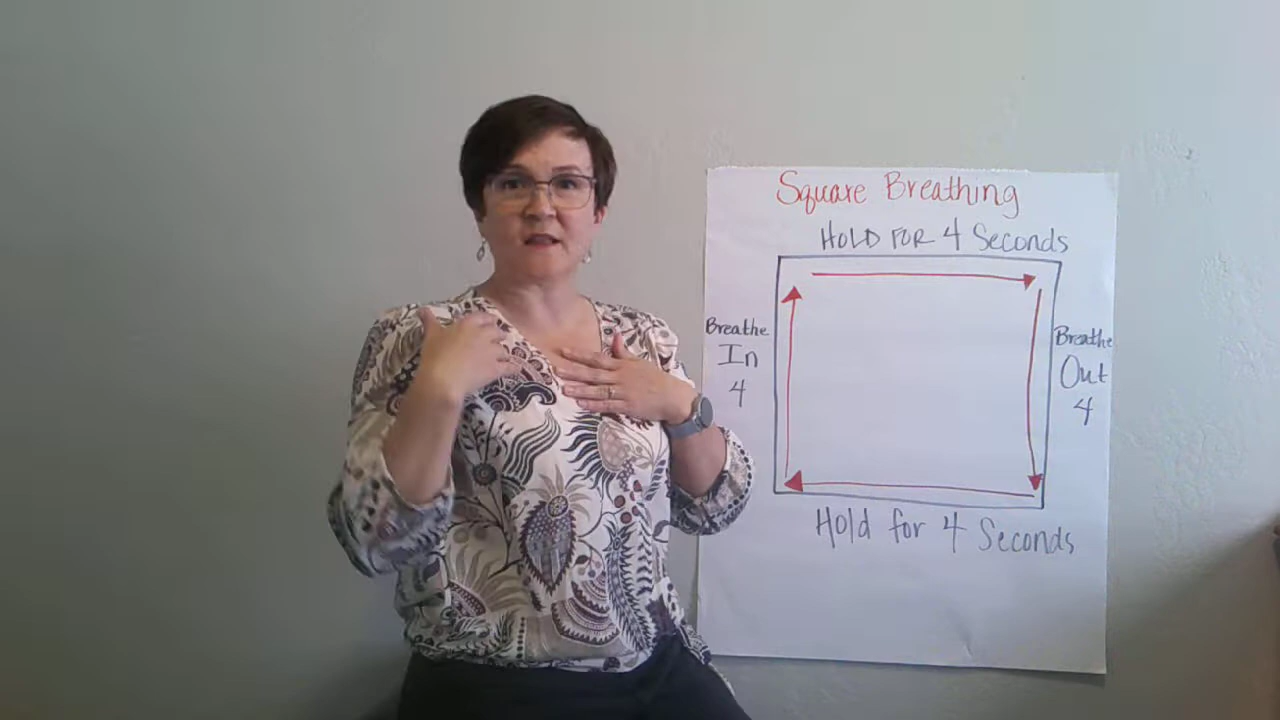 Square Breathing
HOLD FOR 4 Seconds
Breathe
In
4
Breathe
Out
4
Hold for 4 Seconds